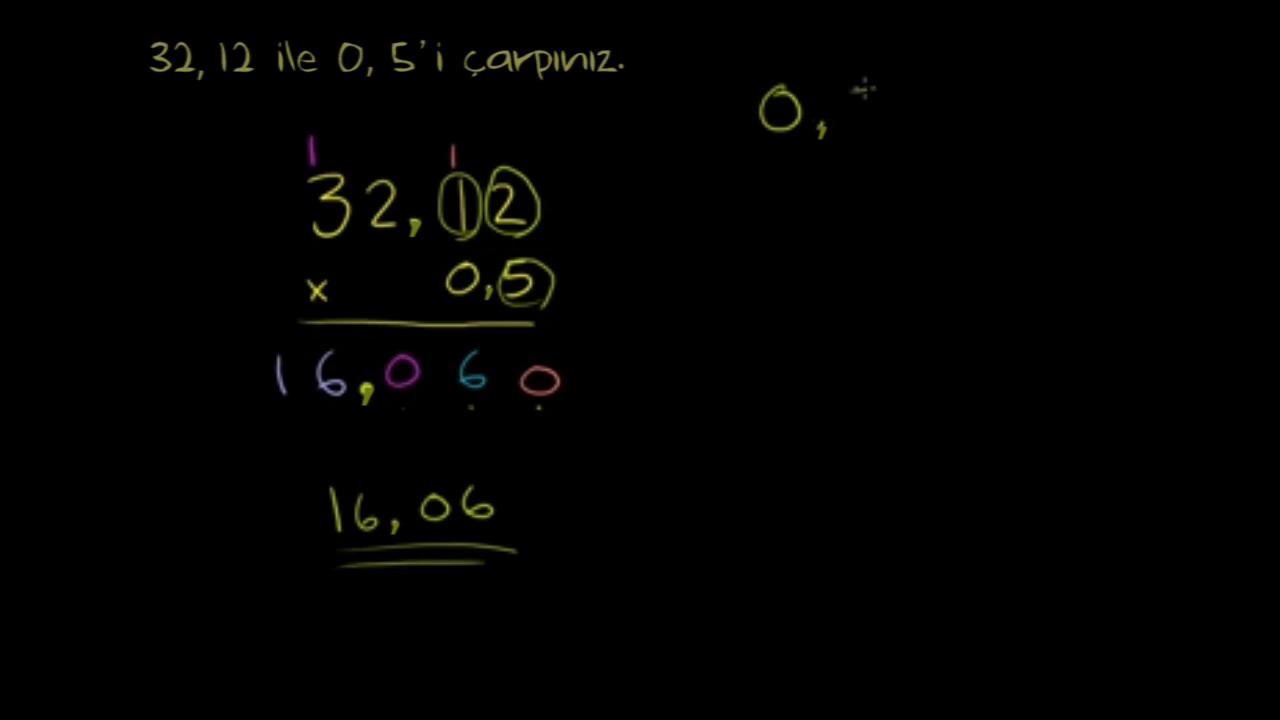 32,12 ile 0,5'i çarpınız.
0,
1 1
32,12
x 0,5
16,060
16,06